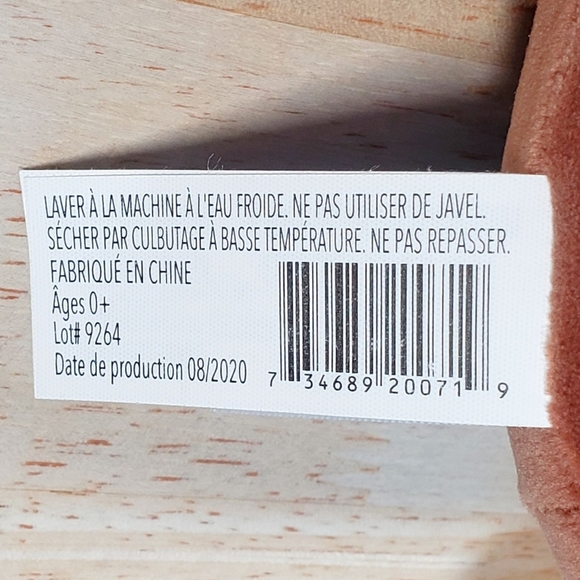 LAVER À LA MACHINE À L'EAU FROIDE. NE PAS UTILISER DE JAVEL.
SÉCHER PAR CULBUTAGE À BASSE TEMPÉRATURE. NE PAS REPASSER.
FABRIQUÉ EN CHINE
Âges 0+
Lot# 9264
Date de production 08/2020
7 34689 20071 9